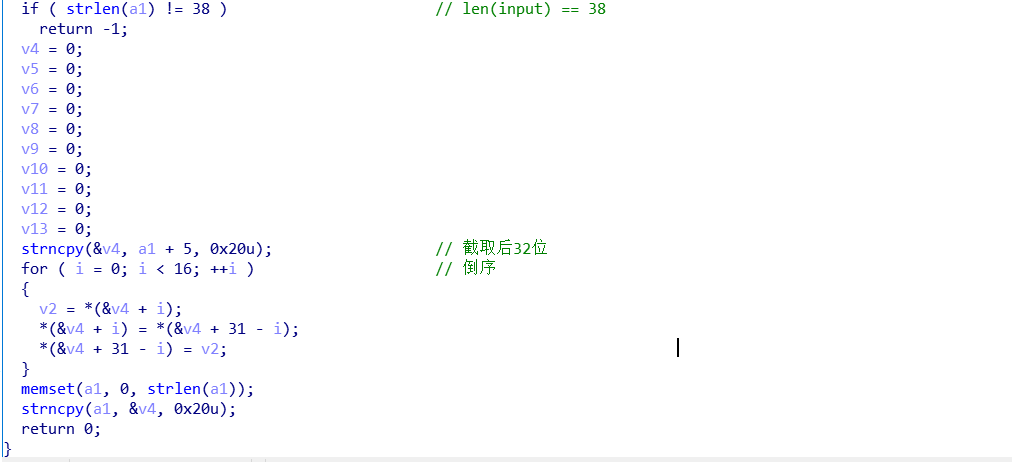 if ( strlen(a1) != 38 ) // len(input) == 38
return -1;
v4 = 0;
v5 = 0;
v6 = 0;
v7 = 0;
v8 = 0;
v9 = 0;
v10 = 0;
v11 = 0;
v12 = 0;
v13 = 0;
strncpy(&v4, a1 + 5, 0x20u); // 截取后32位
for ( i = 0; i < 16; ++i ) // 倒序
{
v2 = *(&v4 + i);
*(&v4 + i) = *(&v4 + 31 - i);
*(&v4 + 31 - i) = v2;
}
memset(a1, 0, strlen(a1));
strncpy(a1, &v4, 0x20u);
return 0;
}